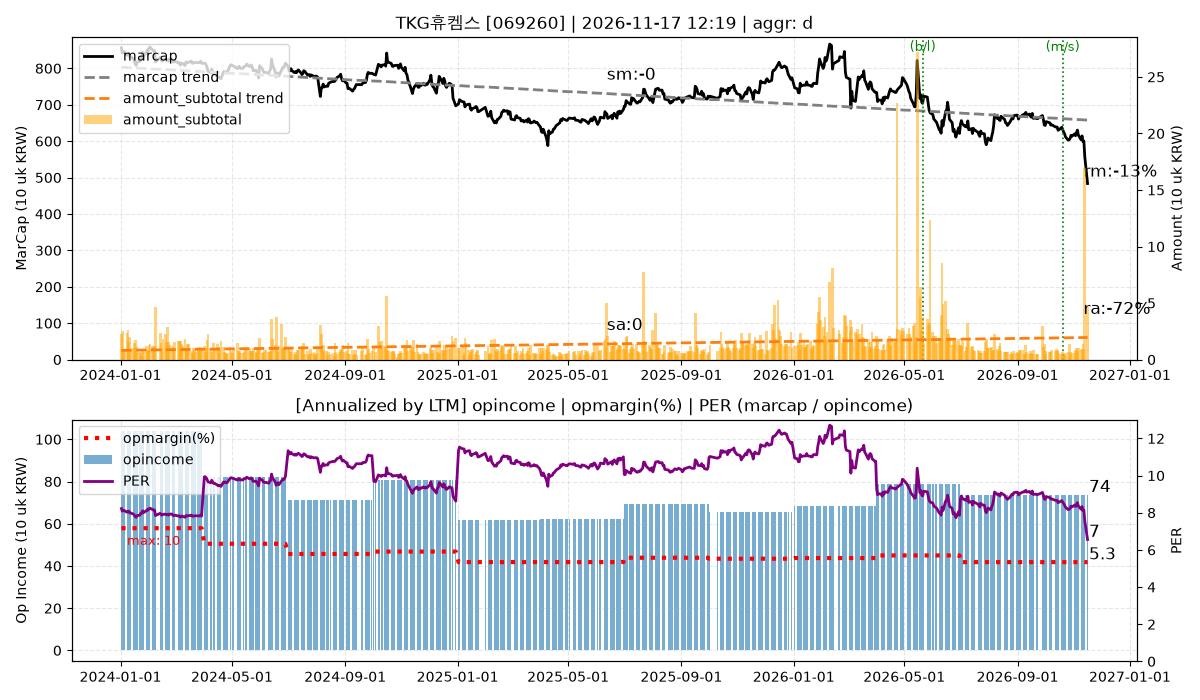 TKG휴켐스 [069260] | 2026-11-17 12:19 | aggr: d
MarCap (10 uk KRW)
Amount (10 uk KRW)
marcap
marcap trend
amount_subtotal trend
amount_subtotal
(b/l)
(m/s)
sm:-0
rm:-13%
sa:0
ra:-72%
800
700
600
500
400
300
200
100
0
25
20
15
10
5
0
2024-01-01 2024-05-01 2024-09-01 2025-01-01 2025-05-01 2025-09-01 2026-01-01 2026-05-01 2026-09-01 2027-01-01
[Annualized by LTM] opincome | opmargin(%) | PER (marcap / opincome)
Op Income (10 uk KRW)
PER
opmargin(%)
opincome
PER
max: 10
74
7
5.3
100
80
60
40
20
0
12
10
8
6
4
2
0
2024-01-01 2024-05-01 2024-09-01 2025-01-01 2025-05-01 2025-09-01 2026-01-01 2026-05-01 2026-09-01 2027-01-01